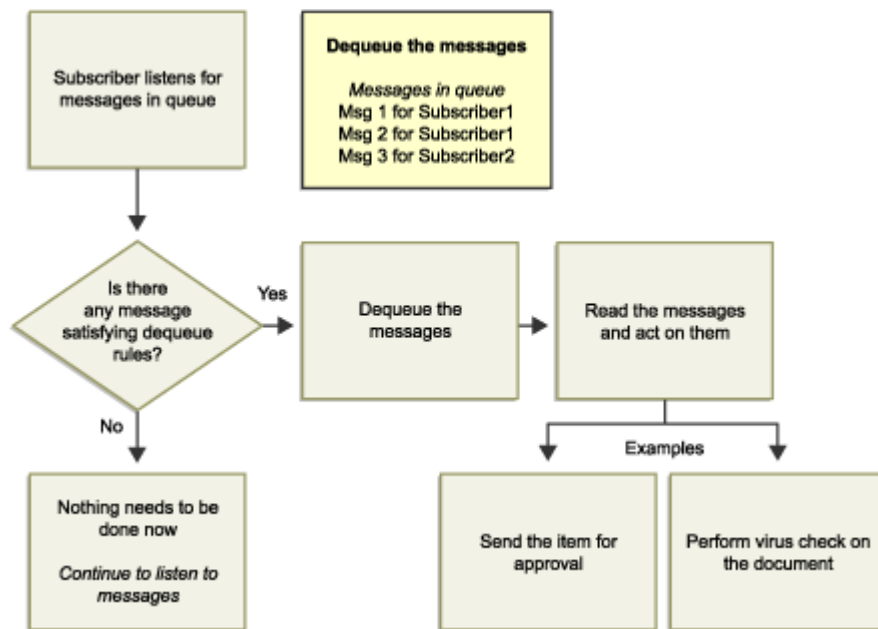 Subscriber listens for
messages in queue
Dequeue the messages
Messages in queue
Msg 1 for Subscriber1
Msg 2 for Subscriber1
Msg 3 for Subscriber2
Is there
any message
satisfying dequeue
rules?
Yes
Dequeue the
messages
Read the messages
and act on them
No
Examples
Nothing needs to be
done now
Continue to listen to
messages
Send the item for
approval
Perform virus check on
the document